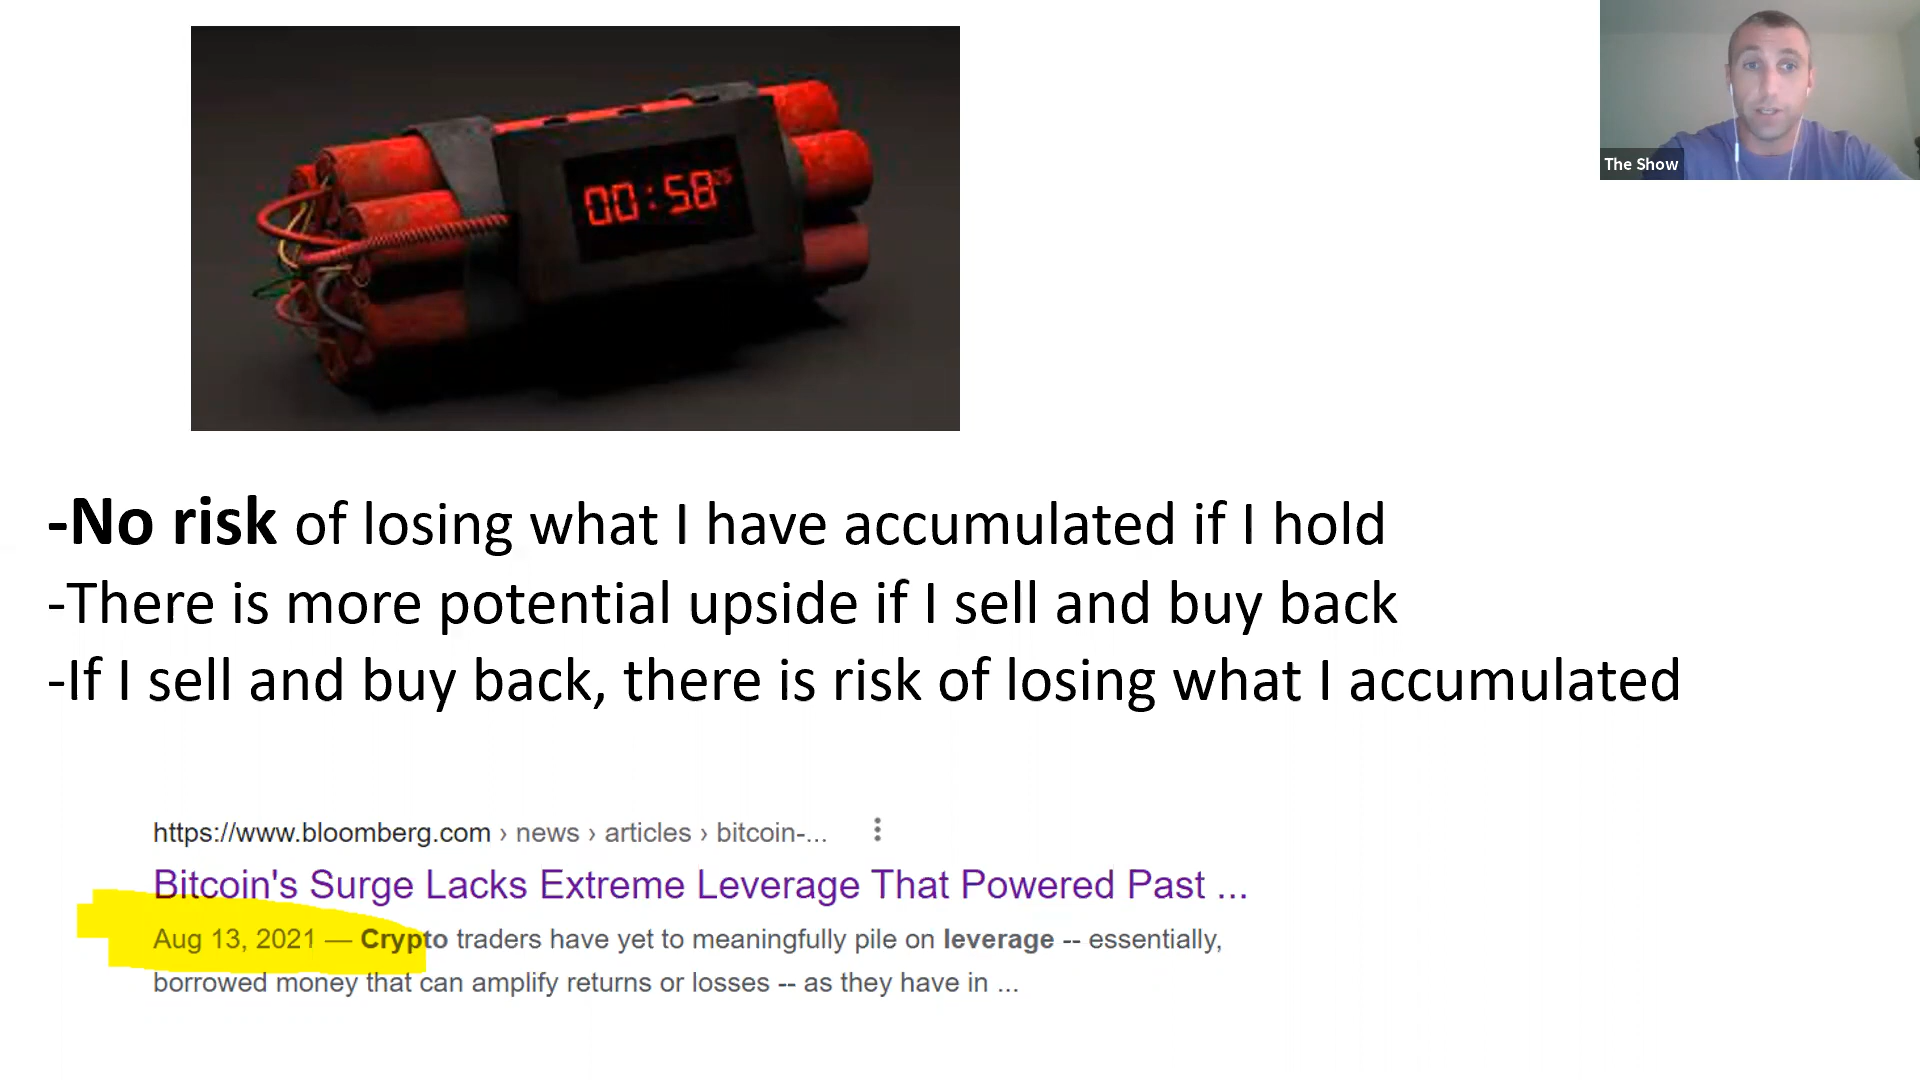 00:58 25
The Show
-No risk of losing what I have accumulated if I hold
-There is more potential upside if I sell and buy back
-If I sell and buy back, there is risk of losing what I accumulated
https://www.bloomberg.com › news › articles › bitcoin-...
Bitcoin's Surge Lacks Extreme Leverage That Powered Past ...
Aug 13, 2021 — Crypto traders have yet to meaningfully pile on leverage -- essentially,
borrowed money that can amplify returns or losses -- as they have in ...